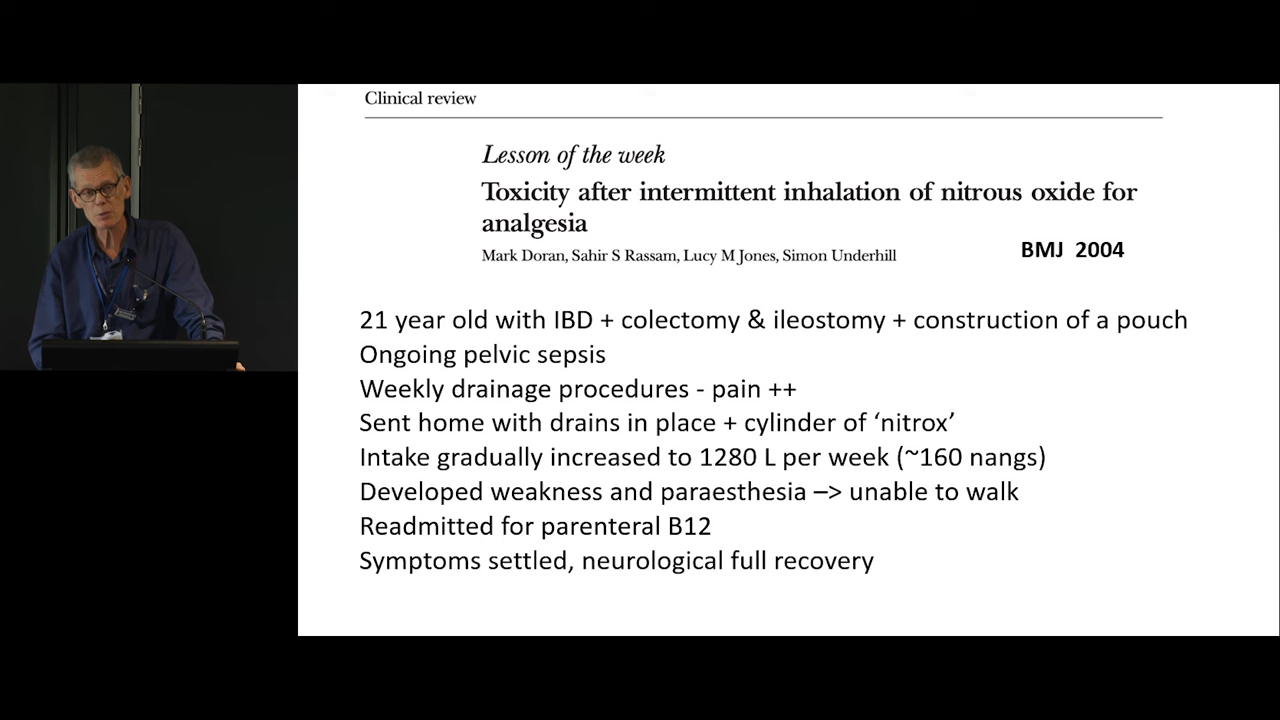 Clinical review
Lesson of the week
Toxicity after intermittent inhalation of nitrous oxide for
analgesia
Mark Doran, Sahir S Rassam, Lucy M Jones, Simon Underhill
BMJ 2004
21 year old with IBD + colectomy & ileostomy + construction of a pouch
Ongoing pelvic sepsis
Weekly drainage procedures - pain ++
Sent home with drains in place + cylinder of ‘nitrox’
Intake gradually increased to 1280 L per week (~160 nangs)
Developed weakness and paraesthesia –> unable to walk
Readmitted for parenteral B12
Symptoms settled, neurological full recovery